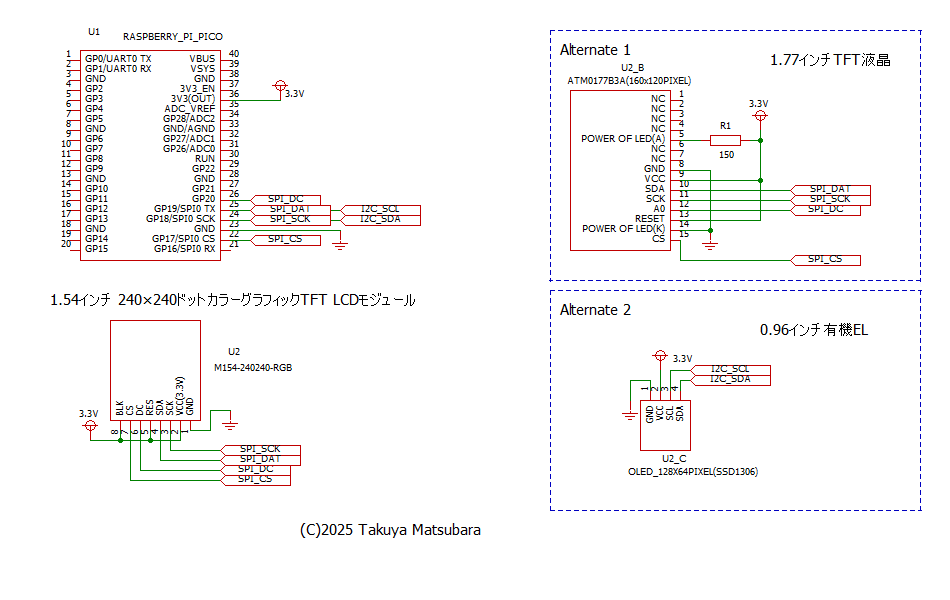 U1
RASPBERRY_PI_PICO
1 GP0/UART0 TX VBUS 40
2 GP1/UART0 RX VSYS 39
3 GND GND 38
4 GP2 3V3_EN 37
5 GP3 3V3(OUT) 36
6 GP4 ADC_VREF 35
7 GP5 GP28/ADC2 34
8 GND GND/AGND 33
9 GP6 GP27/ADC1 32
10 GP7 GP26/ADC0 31
11 GP8 RUN 30
12 GP9 GP22 29
13 GND GND 28
14 GP10 GP21 27
15 GP11 GP20 26
16 GP12 GP19/SPI0 TX 25
17 GP13 GP18/SPI0 SCK 24
18 GND GND 23
19 GP14 GP17/SPI0 CS 22
20 GP15 GP16/SPI0 RX 21
3.3V
SPI_DC
SPI_DAT I2C_SCL
SPI_SCK I2C_SDA
SPI_CS
1.54インチ 240×240ドットカラーグラフィックTFT LCDモジュール
U2
M154-240240-RGB
3.3V
BLK
CS
DC
RES
SDA
SCK
VCC(3.3V)
GND
8 7 6 5 4 3 2 1
SPI_SCK
SPI_DAT
SPI_DC
SPI_CS
Alternate 1
1.77インチTFT液晶
U2_B
ATM0177B3A(160x120PIXEL)
NC 1
NC 2
NC 3
NC 4
POWER OF LED(A) 5
NC 6
NC 7
GND 8
VCC 9
SDA 10
SCK 11
A0 12
RESET 13
POWER OF LED(K) 14
CS 15
R1
150
3.3V
SPI_DAT
SPI_SCK
SPI_DC
SPI_CS
Alternate 2
0.96インチ有機EL
3.3V
I2C_SCL
I2C_SDA
1 2 3 4
GND
VCC
SCL
SDA
U2_C
OLED_128X64PIXEL(SSD1306)
(C)2025 Takuya Matsubara